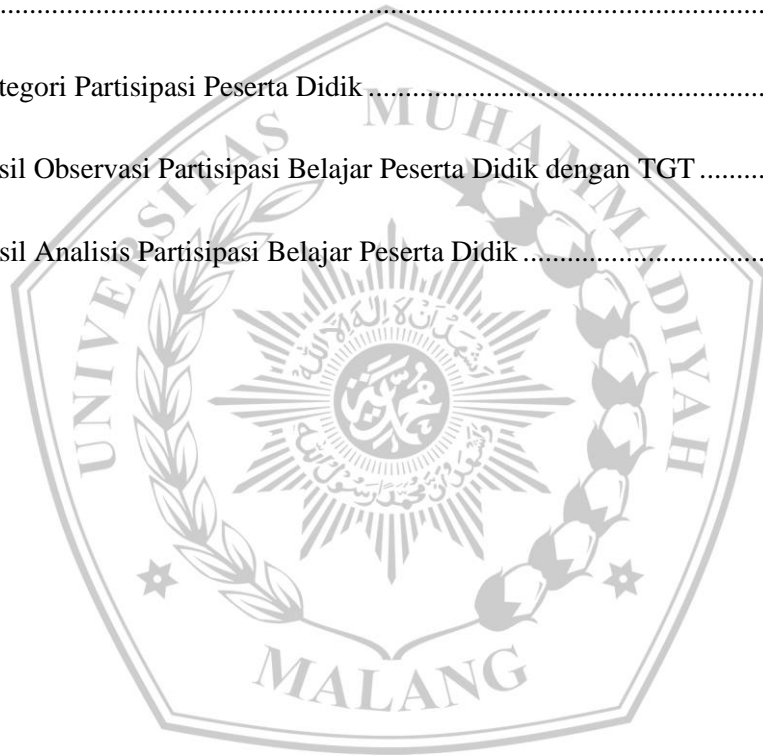 ................................................................................................................
tegori Partisipasi Peserta Didik ..........................................................
sil Observasi Partisipasi Belajar Peserta Didik dengan TGT ..........
sil Analisis Partisipasi Belajar Peserta Didik ...................................
UNIVERSITAS MUHAMMADIYAH
MALANG